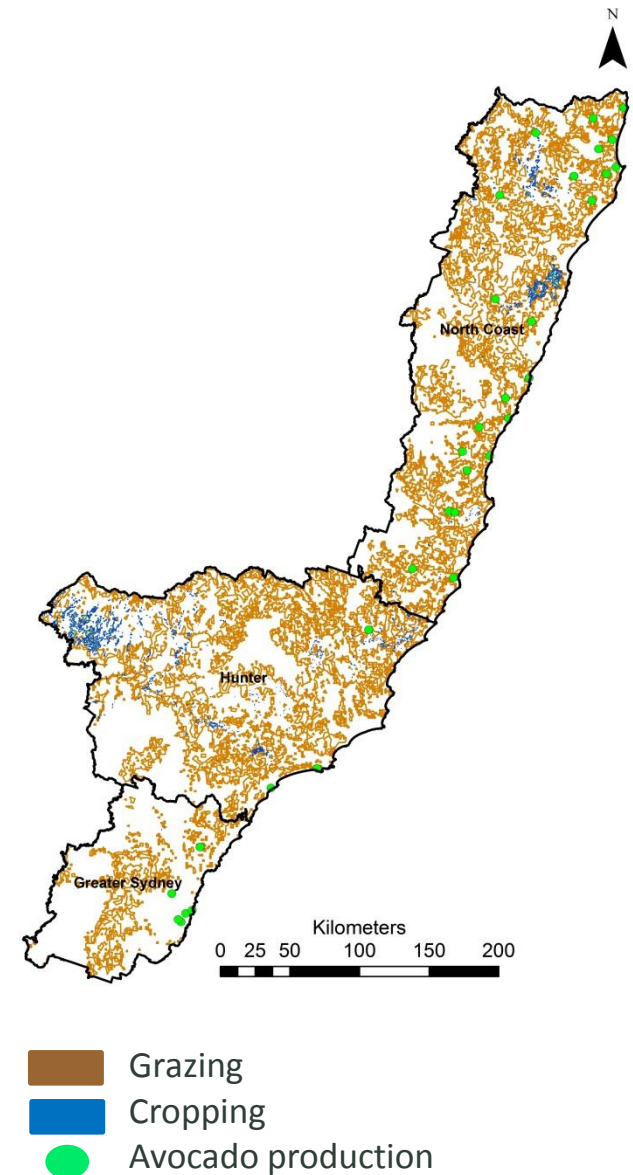 N
North Coast
Hunter
Greater Sydney
Kilometers
0 25 50 100 150 200
Grazing
Cropping
Avocado production